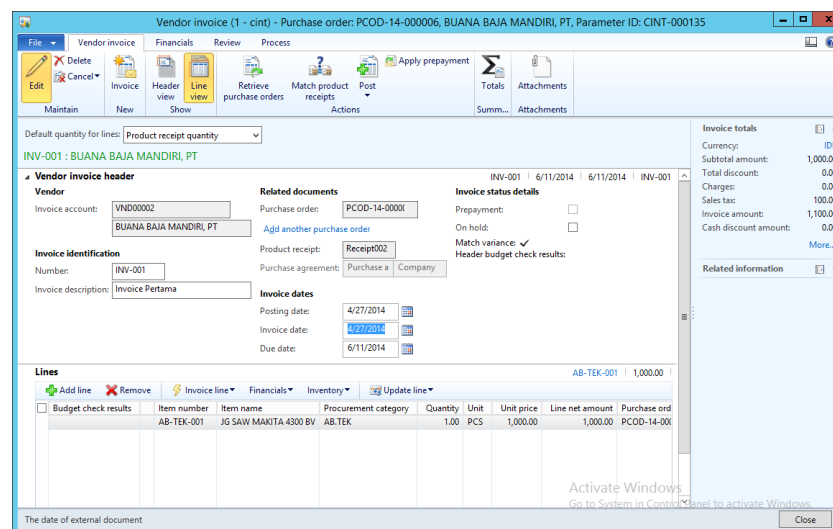 Vendor invoice (1 - cint) - Purchase order: PCOD-14-000006, BUANA BAJA MANDIRI, PT, Parameter ID: CINT-000135
File Vendor invoice Financials Review Process
Edit Delete Cancel Invoice Header view Line view Retrieve purchase orders Match product receipts Post Apply prepayment Totals Attachments
Maintain New Show Actions Summ... Attachments
Default quantity for lines: Product receipt quantity
INV-001 : BUANA BAJA MANDIRI, PT
Vendor invoice header INV-001 6/11/2014 6/11/2014 INV-001
Vendor
Invoice account: VND00002
BUANA BAJA MANDIRI, PT
Invoice identification
Number: INV-001
Invoice description: Invoice Pertama
Related documents
Purchase order: PCOD-14-0000(
Add another purchase order
Product receipt: Receipt002
Purchase agreement: Purchase a Company
Invoice dates
Posting date: 4/27/2014
Invoice date: 4/27/2014
Due date: 6/11/2014
Invoice status details
Prepayment:
On hold:
Match variance:
Header budget check results:
Invoice totals
Currency: ID
Subtotal amount: 1,000.0
Total discount: 0.0
Charges: 0.0
Sales tax: 100.0
Invoice amount: 1,100.0
Cash discount amount: 0.0
More..
Related information
Lines AB-TEK-001 1,000.00
Add line Remove Invoice line Financials Inventory Update line
Budget check results Item number Item name Procurement category Quantity Unit Unit price Line net amount Purchase ord
AB-TEK-001 JG SAW MAKITA 4300 BV AB.TEK 1.00 PCS 1,000.00 1,000.00 PCOD-14-00(
Activate Windows
Go to System in Control Panel to activate Windows.
The date of external document Close